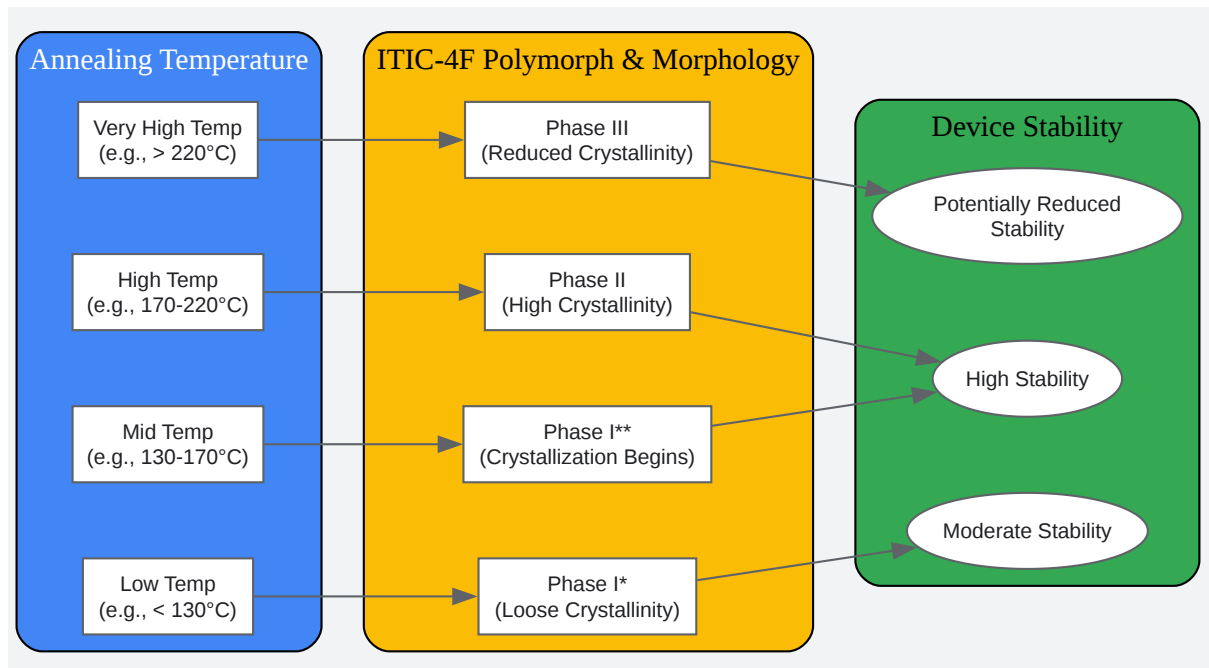 Annealing Temperature
Very High Temp
(e.g., > 220°C)
High Temp
(e.g., 170-220°C)
Mid Temp
(e.g., 130-170°C)
Low Temp
(e.g., < 130°C)
ITIC-4F Polymorph & Morphology
Phase III
(Reduced Crystallinity)
Phase II
(High Crystallinity)
Phase I**
(Crystallization Begins)
Phase I*
(Loose Crystallinity)
Device Stability
Potentially Reduced
Stability
High Stability
Moderate Stability